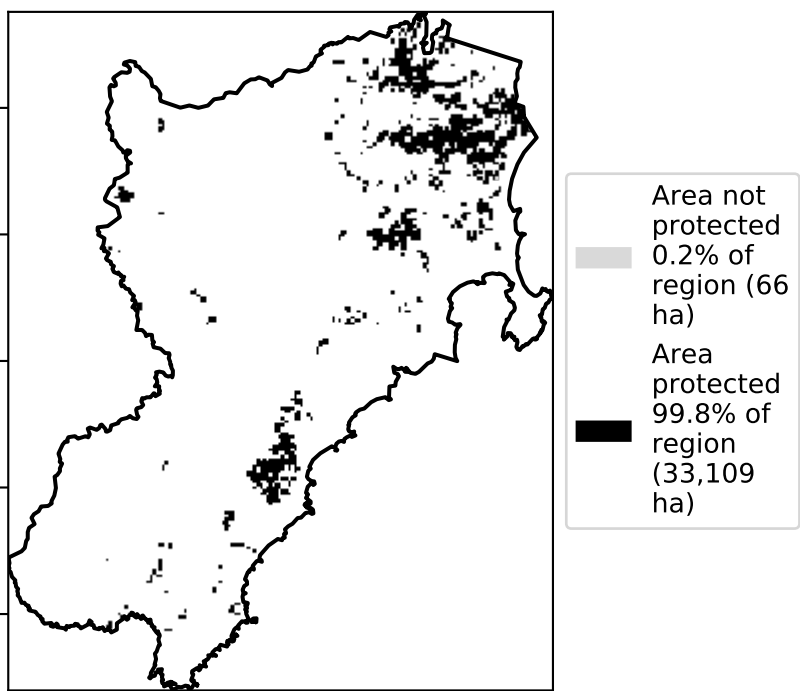 Area not
protected
0.2% of
region (66
ha)
Area
protected
99.8% of
region
(33,109
ha)